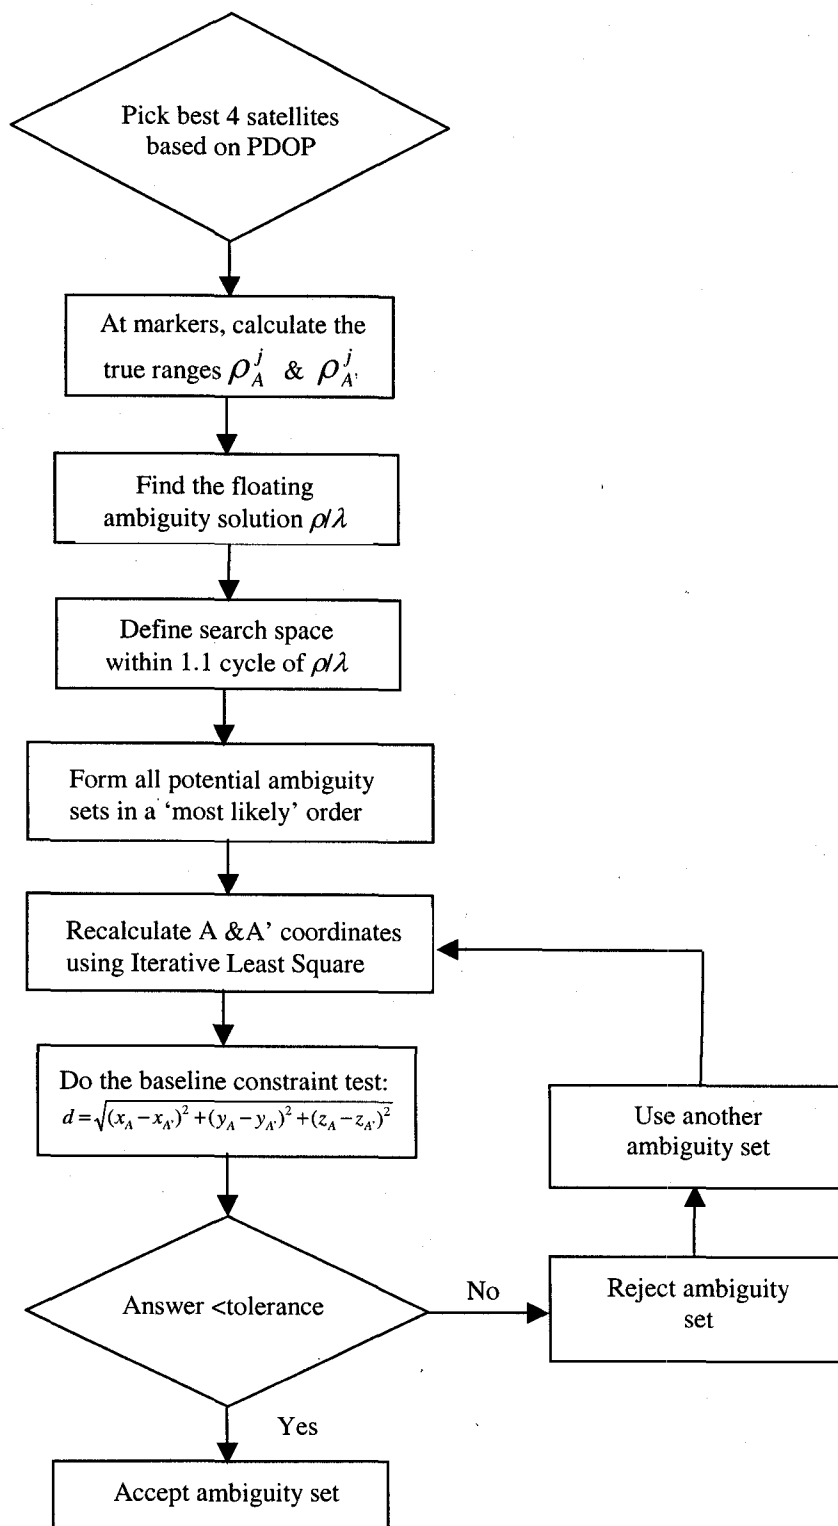 Pick best 4 satellites
based on PDOP
At markers, calculate the
true ranges ρ_A^j & ρ_A'^j
Find the floating
ambiguity solution ρ/λ
Define search space
within 1.1 cycle of ρ/λ
Form all potential ambiguity
sets in a ‘most likely’ order
Recalculate A &A’ coordinates
using Iterative Least Square
Do the baseline constraint test:
d=√((x_A−x_A')²+(y_A−y_A')²+(z_A−z_A')²)
Use another
ambiguity set
Answer <tolerance
No
Reject ambiguity
set
Yes
Accept ambiguity set